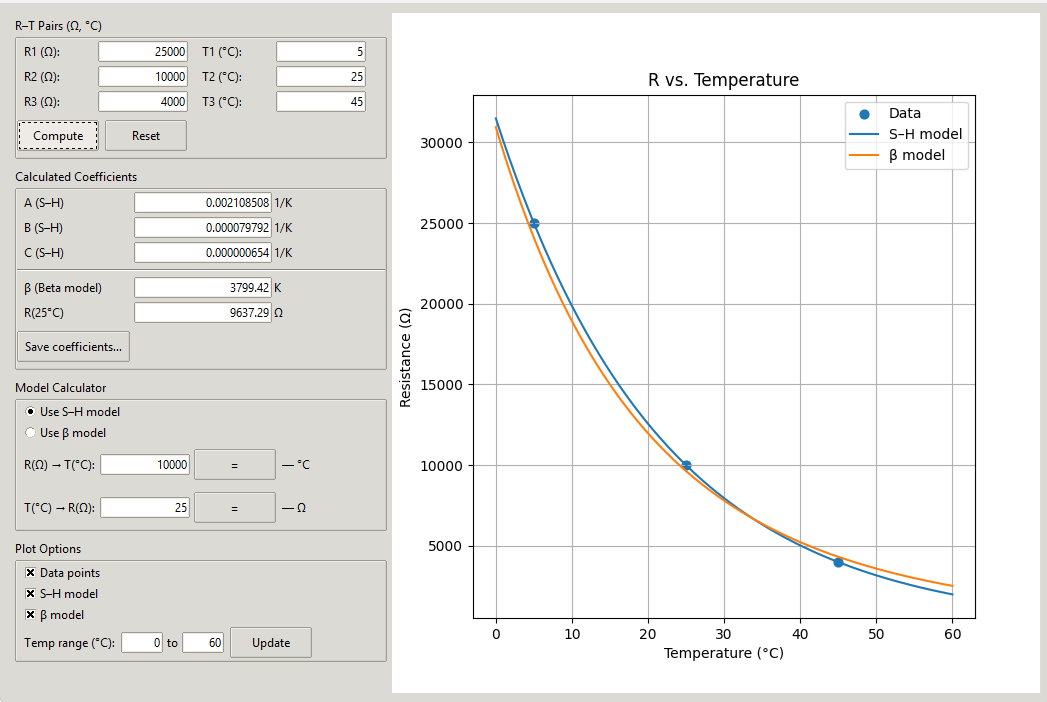 R–T Pairs (Ω, °C)
R1 (Ω): 25000 T1 (°C): 5
R2 (Ω): 10000 T2 (°C): 25
R3 (Ω): 4000 T3 (°C): 45
Compute Reset
Calculated Coefficients
A (S–H) 0.002108508 1/K
B (S–H) 0.000079792 1/K
C (S–H) 0.000000654 1/K
β (Beta model) 3799.42 K
R(25°C) 9637.29 Ω
Save coefficients...
Model Calculator
Use S–H model
Use β model
R(Ω) → T(°C): 10000 = — °C
T(°C) → R(Ω): 25 = — Ω
Plot Options
Data points
S–H model
β model
Temp range (°C): 0 to 60 Update
R vs. Temperature
Data
S–H model
β model
30000
25000
20000
15000
10000
5000
Resistance (Ω)
0 10 20 30 40 50 60
Temperature (°C)